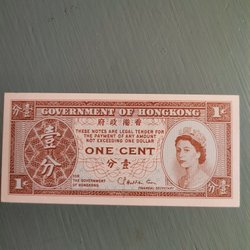 GOVERNMENT OF HONGKONG
壹分
1¢
府政港香
THESE NOTES ARE LEGAL TENDER FOR
THE PAYMENT OF ANY AMOUNT
NOT EXCEEDING ONE DOLLAR
ONE CENT
分壹
壹
分
FOR
THE GOVERNMENT
OF HONGKONG
FINANCIAL SECRETARY
1¢
1¢